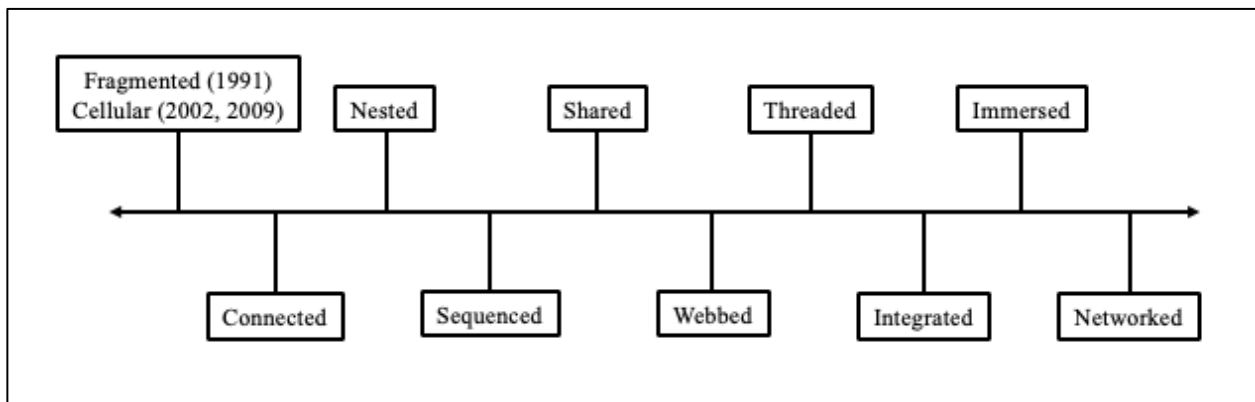 Fragmented (1991)
Cellular (2002, 2009)
Nested
Shared
Threaded
Immersed
Connected
Sequenced
Webbed
Integrated
Networked